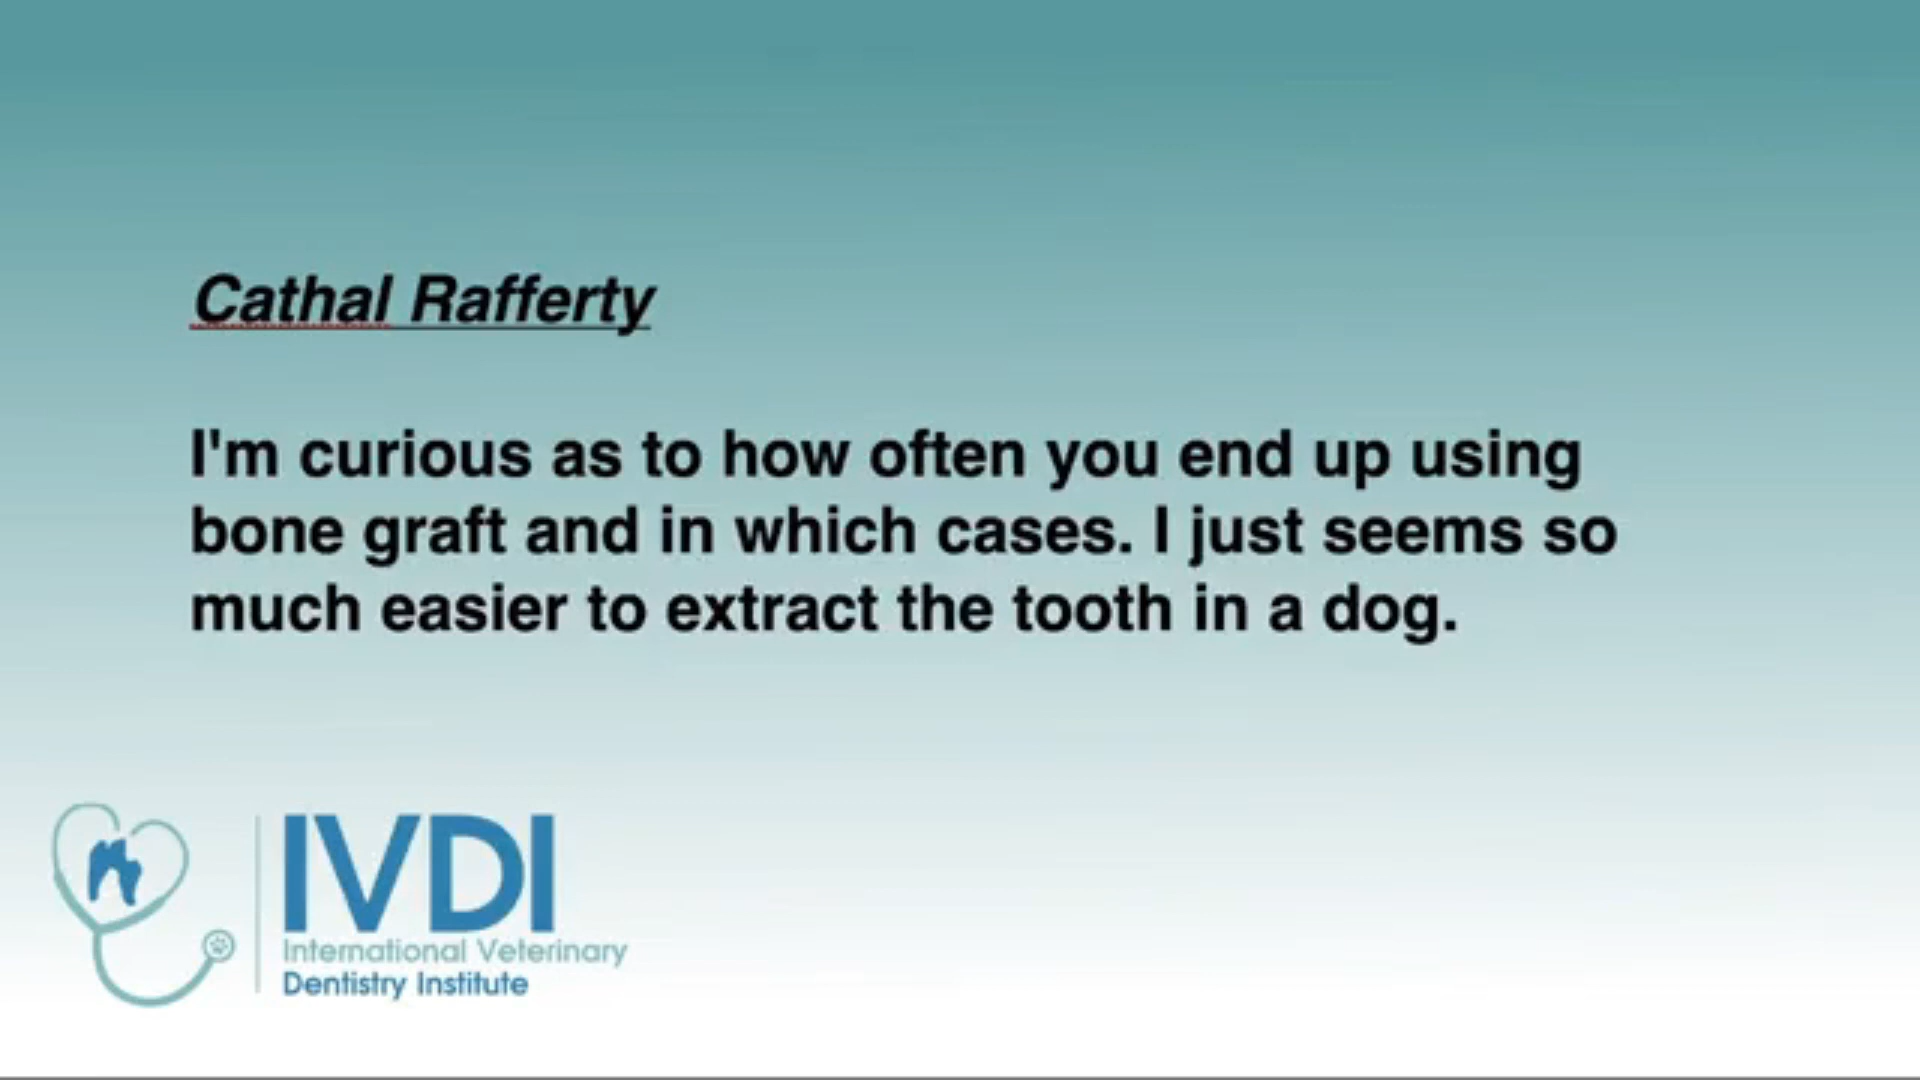 Cathal Rafferty
I'm curious as to how often you end up using
bone graft and in which cases. I just seems so
much easier to extract the tooth in a dog.
IVDI
International Veterinary
Dentistry Institute